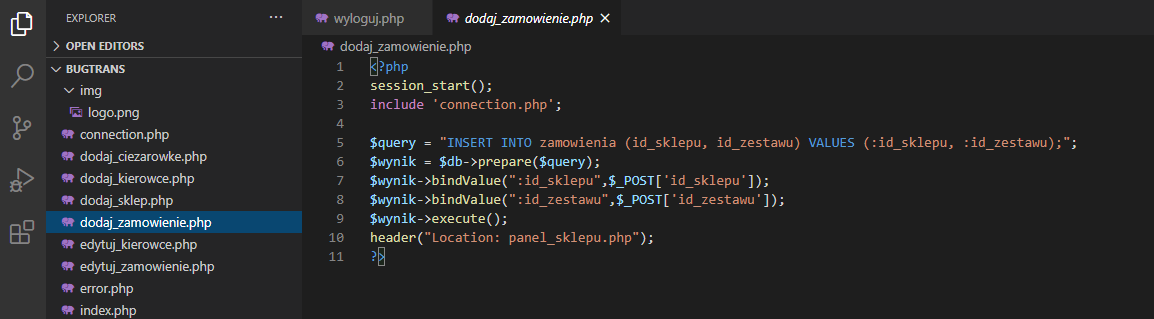 EXPLORER
···
OPEN EDITORS
BUGTRANS
img
logo.png
connection.php
dodaj_ciezarowke.php
dodaj_kierowce.php
dodaj_sklep.php
dodaj_zamowienie.php
edytuj_kierowce.php
edytuj_zamowienie.php
error.php
index.php
wyloguj.php
dodaj_zamowienie.php
dodaj_zamowienie.php
1 <?php
2 session_start();
3 include 'connection.php';
4
5 $query = "INSERT INTO zamowienia (id_sklepu, id_zestawu) VALUES (:id_sklepu, :id_zestawu);";
6 $wynik = $db->prepare($query);
7 $wynik->bindValue(":id_sklepu",$_POST['id_sklepu']);
8 $wynik->bindValue(":id_zestawu",$_POST['id_zestawu']);
9 $wynik->execute();
10 header("Location: panel_sklepu.php");
11 ?>